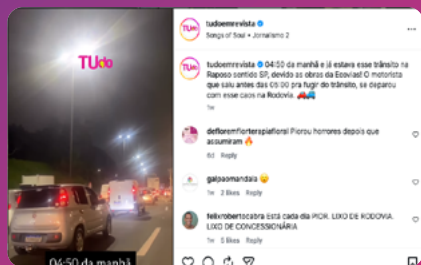 TUdo
04:50 da manhã
TUm
tudoemrevista
Songs of Soul • Jornalismo 2
TUm
tudoemrevista 04:50 da manhã e já estava esse trânsito na
Raposo sentido SP, devido as obras da Ecovias! O motorista
que saiu antes das 05:00 pra fugir do trânsito, se deparou
com esse caos na Rodovia.
1w
defloremflorterapiafloral Piorou horrores depois que
assumiram
6d Reply
galpaomandala
1w 2 likes Reply
felixrobertocabra Está cada dia PIOR. LIXO DE RODOVIA.
LIXO DE CONCESSIONÁRIA
1w 5 likes Reply